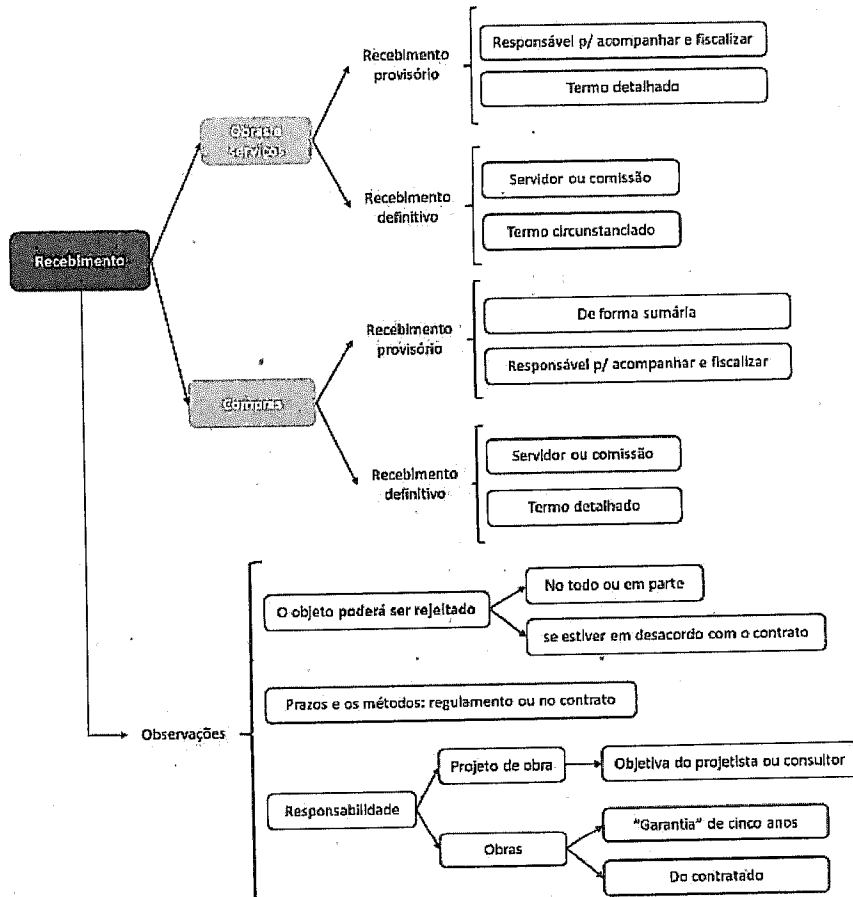 Recebimento
Obras e
serviços
Recebimento
provisório
Responsável p/ acompanhar e fiscalizar
Termo detalhado
Recebimento
definitivo
Servidor ou comissão
Termo circunstanciado
Compras
Recebimento
provisório
De forma sumária
Responsável p/ acompanhar e fiscalizar
Recebimento
definitivo
Servidor ou comissão
Termo detalhado
Observações
O objeto poderá ser rejeitado
No todo ou em parte
se estiver em desacordo com o contrato
Prazos e os métodos: regulamento ou no contrato
Responsabilidade
Projeto de obra
Objetiva do projetista ou consultor
Obras
"Garantia" de cinco anos
Do contratado